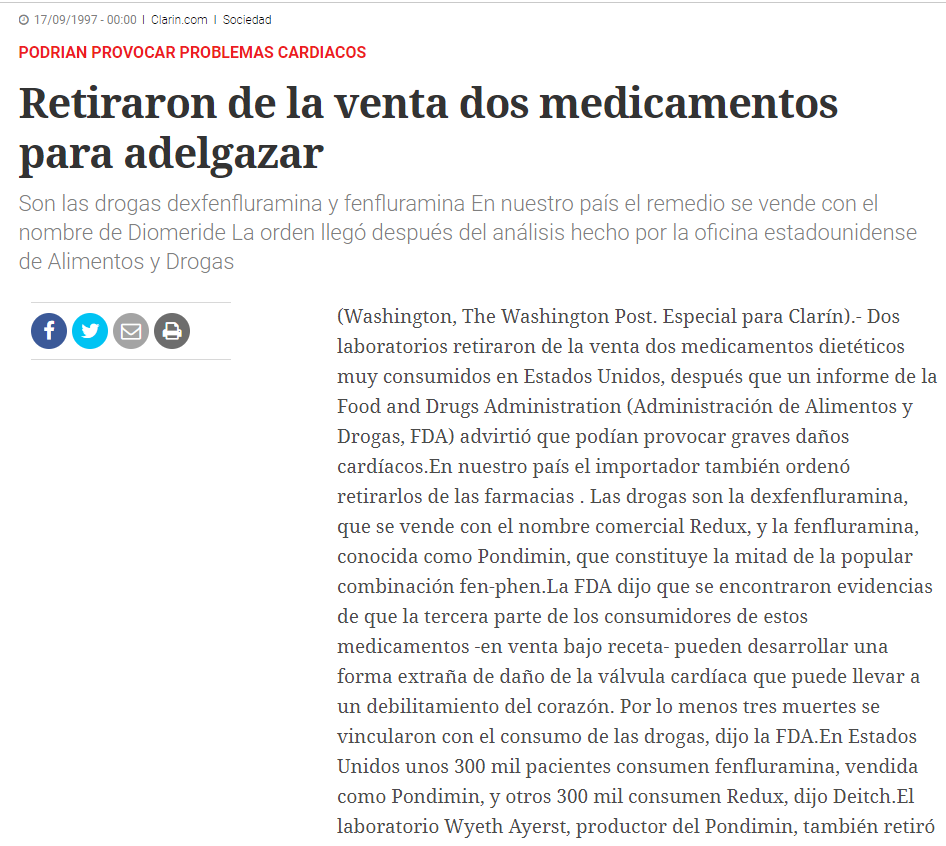 17/09/1997 - 00:00 | Clarin.com | Sociedad
PODRIAN PROVOCAR PROBLEMAS CARDIACOS
Retiraron de la venta dos medicamentos
para adelgazar
Son las drogas dexfenfluramina y fenfluramina En nuestro país el remedio se vende con el
nombre de Diomeride La orden llegó después del análisis hecho por la oficina estadounidense
de Alimentos y Drogas
(Washington, The Washington Post. Especial para Clarín).- Dos
laboratorios retiraron de la venta dos medicamentos dietéticos
muy consumidos en Estados Unidos, después que un informe de la
Food and Drugs Administration (Administración de Alimentos y
Drogas, FDA) advirtió que podían provocar graves daños
cardíacos.En nuestro país el importador también ordenó
retirarlos de las farmacias . Las drogas son la dexfenfluramina,
que se vende con el nombre comercial Redux, y la fenfluramina,
conocida como Pondimin, que constituye la mitad de la popular
combinación fen-phen.La FDA dijo que se encontraron evidencias
de que la tercera parte de los consumidores de estos
medicamentos -en venta bajo receta- pueden desarrollar una
forma extraña de daño de la válvula cardíaca que puede llevar a
un debilitamiento del corazón. Por lo menos tres muertes se
vincularon con el consumo de las drogas, dijo la FDA.En Estados
Unidos unos 300 mil pacientes consumen fenfluramina, vendida
como Pondimin, y otros 300 mil consumen Redux, dijo Deitch.El
laboratorio Wyeth Ayerst, productor del Pondimin, también retiró